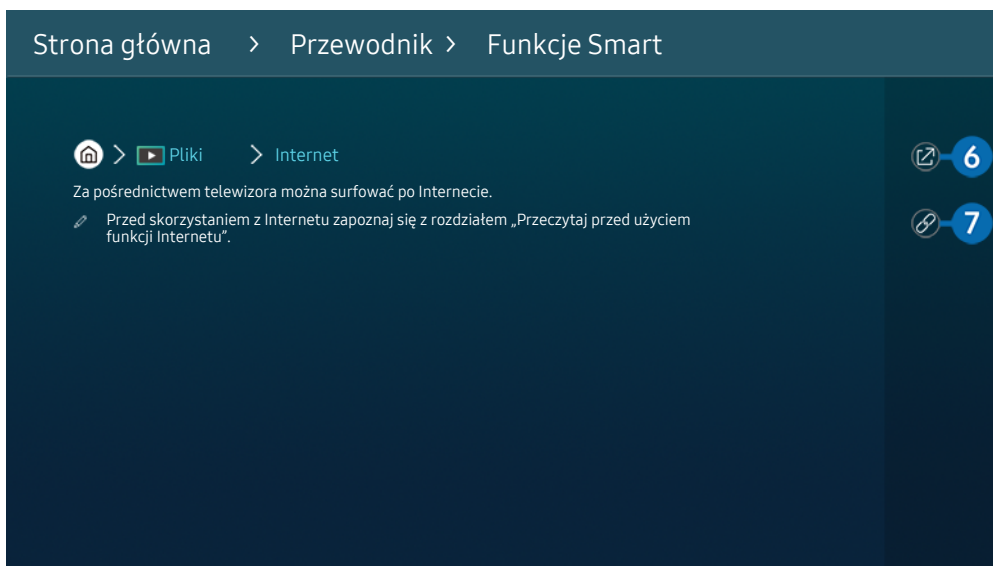 Strona główna > Przewodnik > Funkcje Smart
Pliki > Internet
6
Za pośrednictwem telewizora można surfować po Internecie.
Przed skorzystaniem z Internetu zapoznaj się z rozdziałem „Przeczytaj przed użyciem
funkcji Internetu”.
7